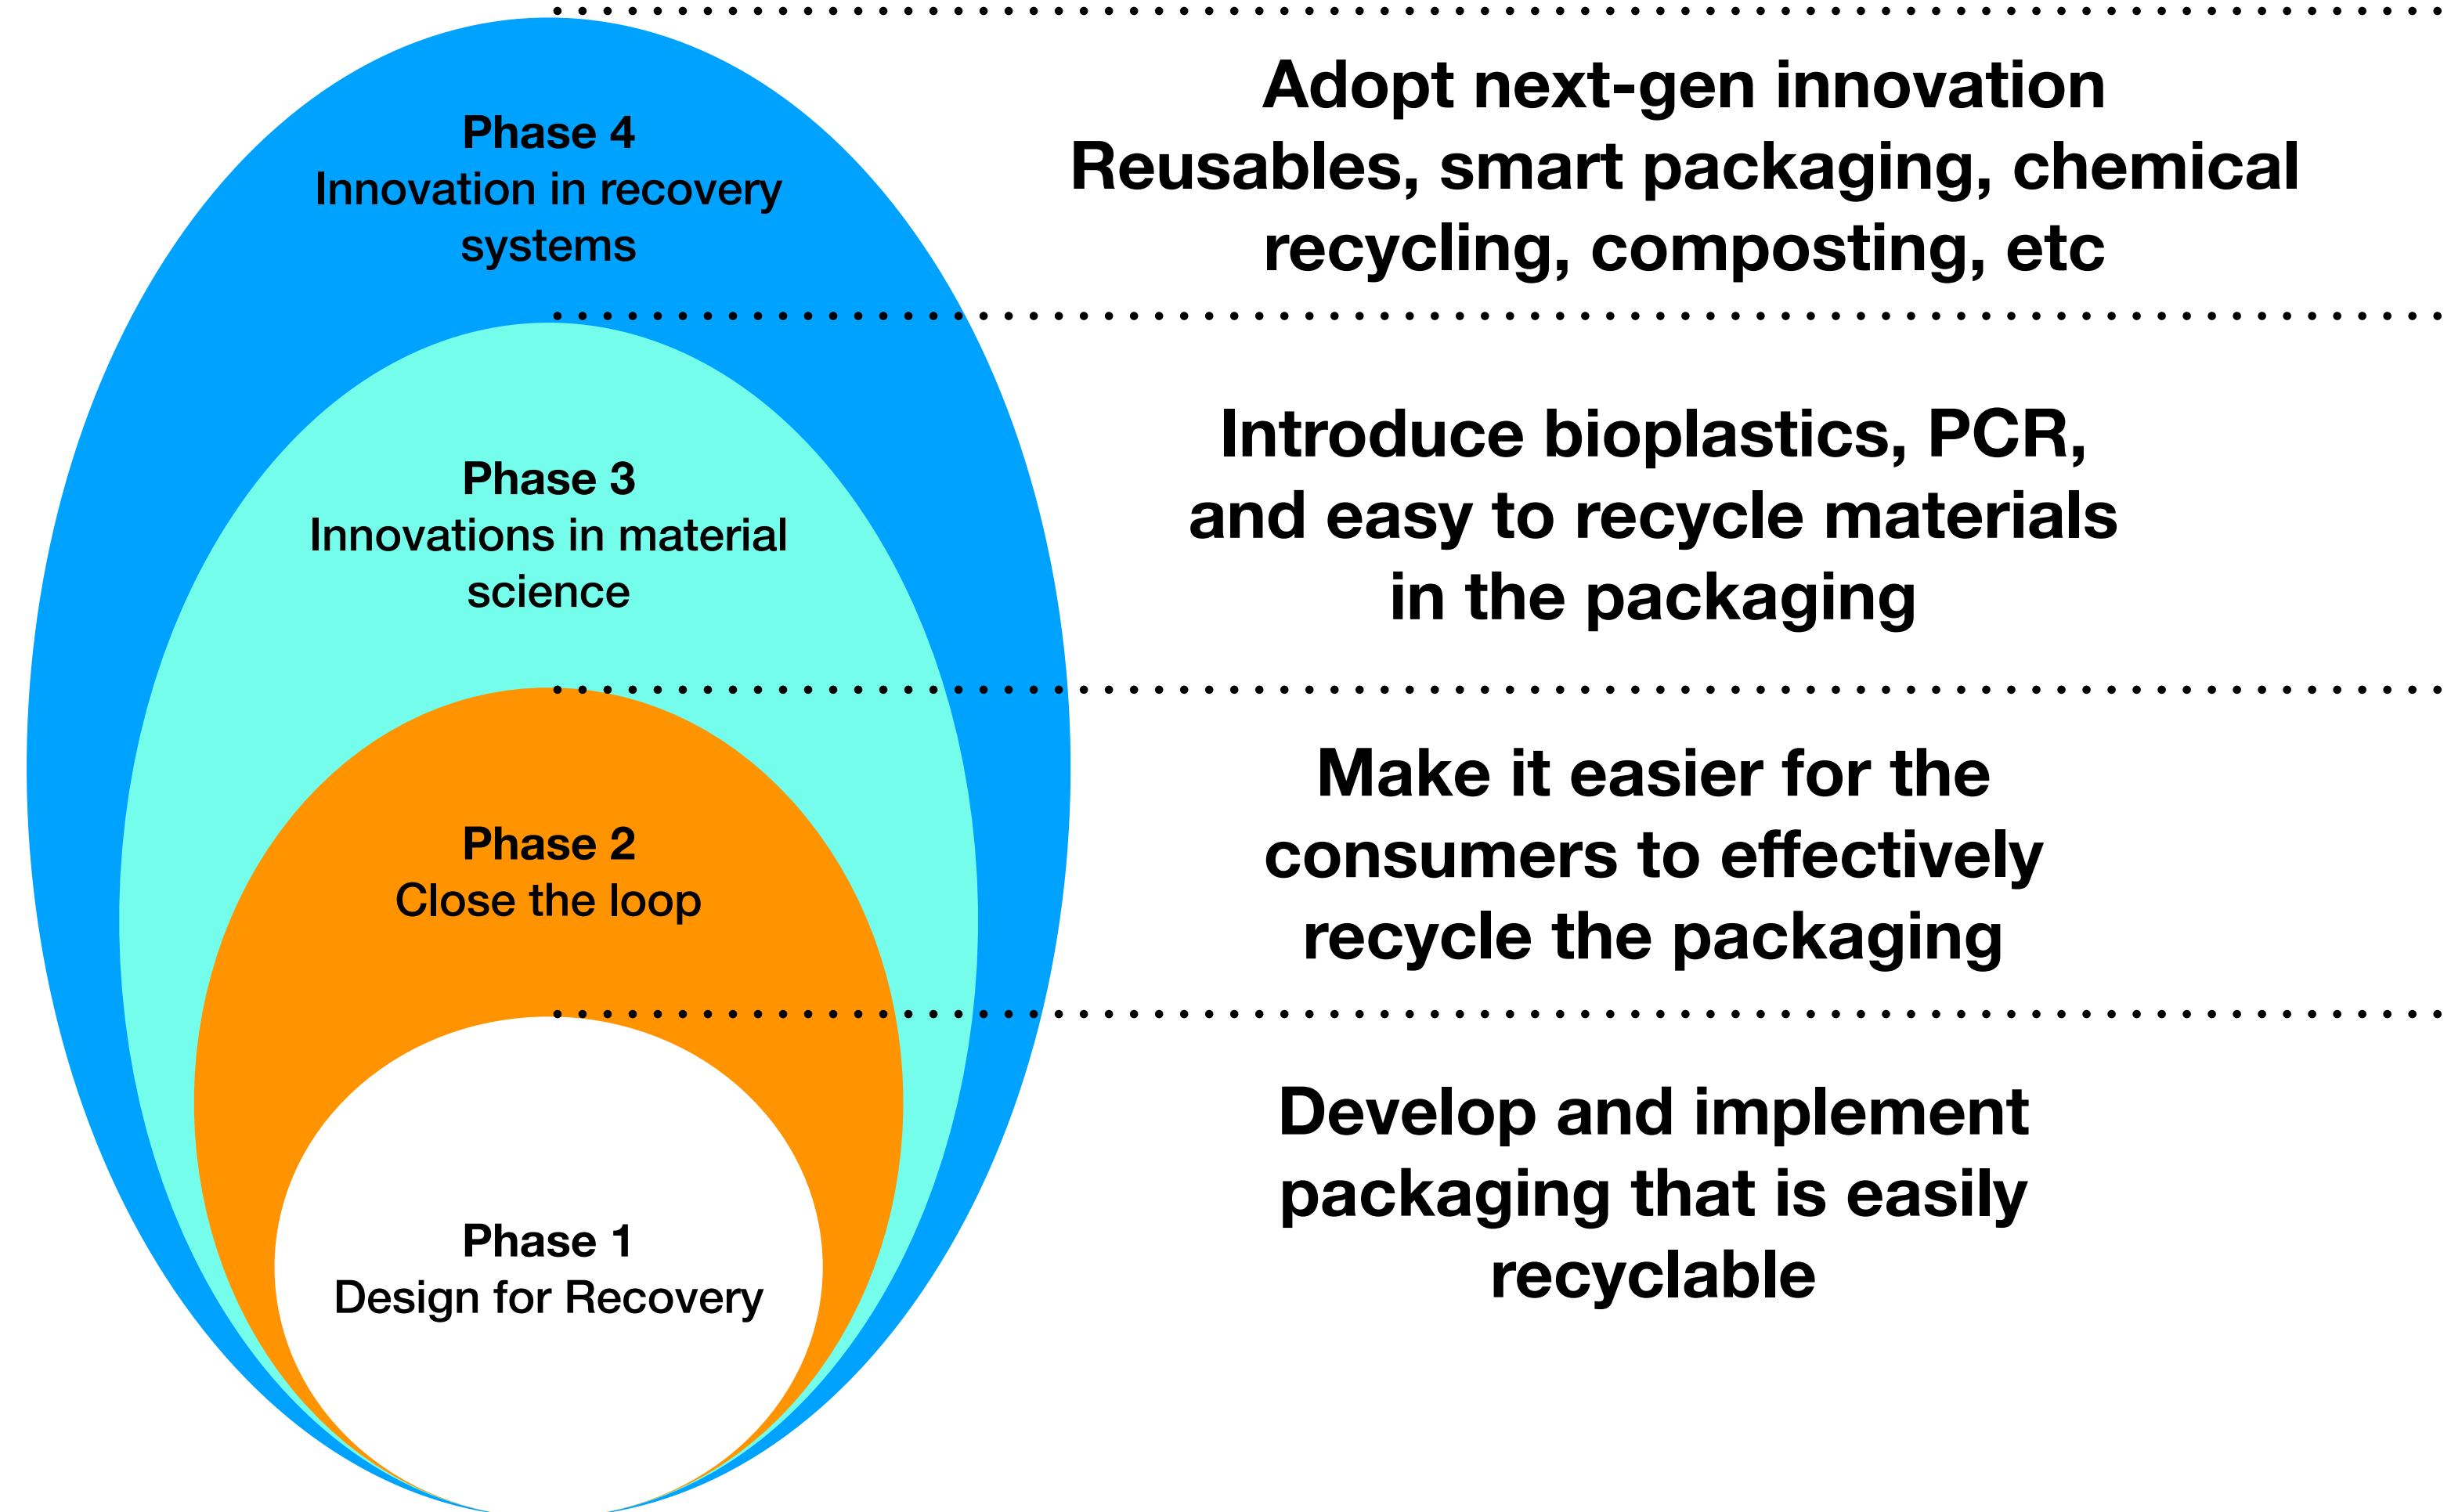 Phase 4
Innovation in recovery
systems
Adopt next-gen innovation
Reusables, smart packaging, chemical
recycling, composting, etc
Phase 3
Innovations in material
science
Introduce bioplastics, PCR,
and easy to recycle materials
in the packaging
Phase 2
Close the loop
Make it easier for the
consumers to effectively
recycle the packaging
Phase 1
Design for Recovery
Develop and implement
packaging that is easily
recyclable